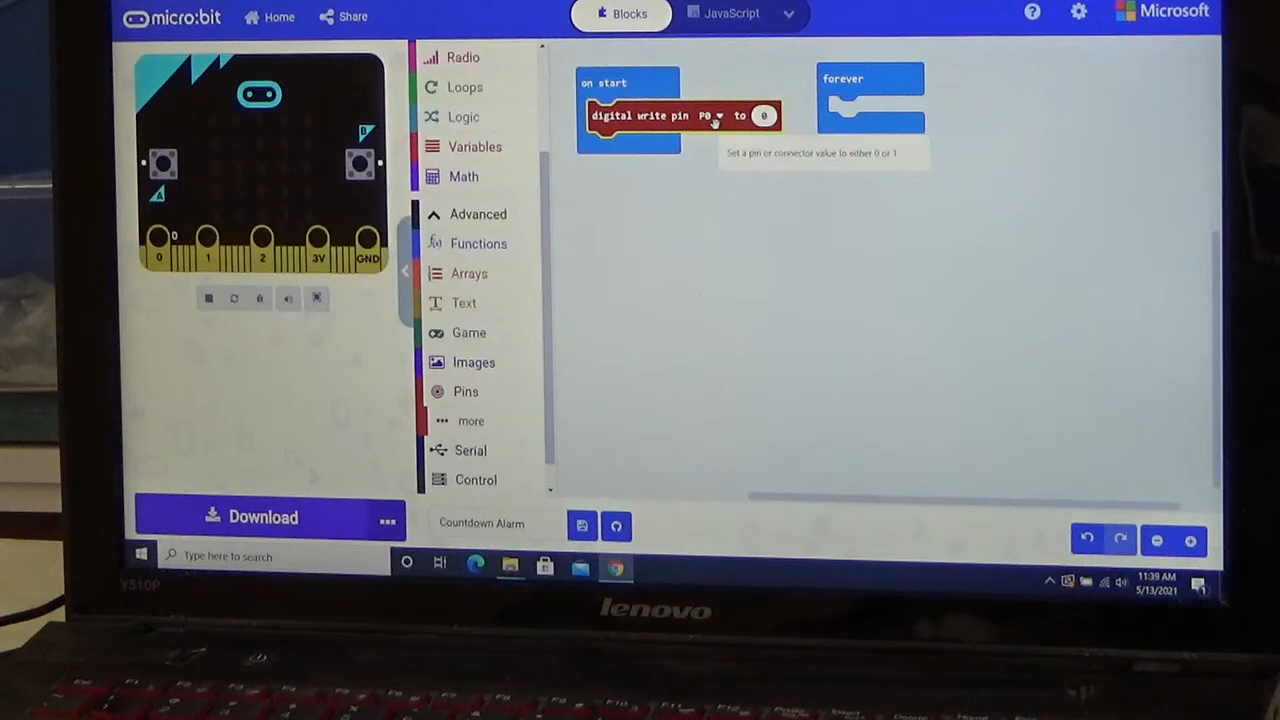 micro:bit
Home
Share
Blocks
JavaScript
Microsoft
Radio
Loops
Logic
Variables
Math
Advanced
Functions
Arrays
Text
Game
Images
Pins
more
Serial
Control
on start
digital write pin P0 to 0
forever
Set a pin or connector value to either 0 or 1
A
B
0
0 1 2 3V GND
Download
Countdown Alarm
Type here to search
11:39 AM
5/13/2021
Y510P
lenovo